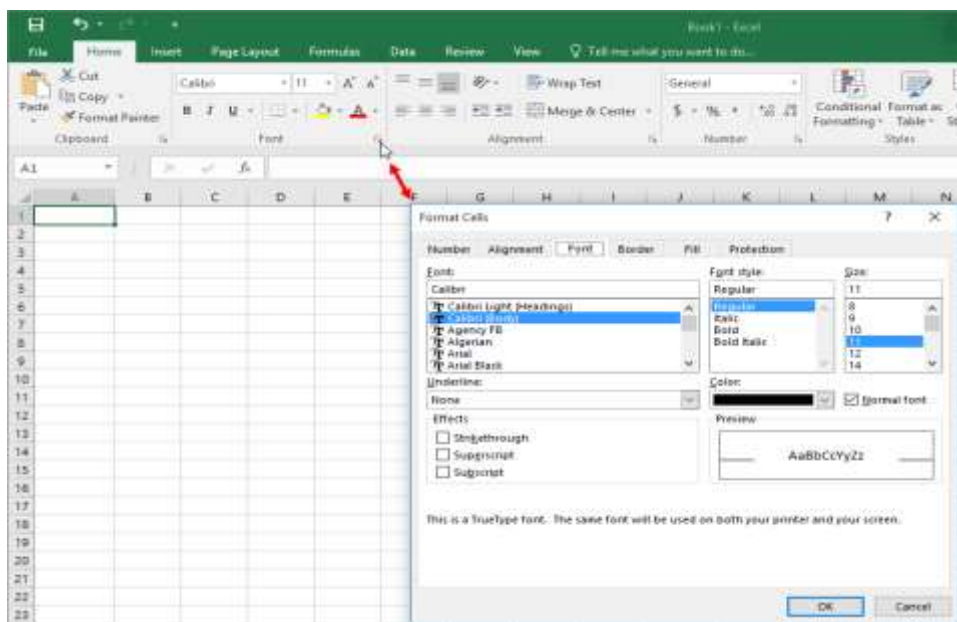 Book1 - Excel
File Home Insert Page Layout Formulas Data Review View Tell me what you want to do...
Paste
Cut
Copy
Format Painter
Clipboard
Calibri 11 A A
B I U A
Font
Wrap Text
Merge & Center
Alignment
General
$ %
Number
Conditional Formatting
Format as Table
Styles
A1 fx
A B C D E F G H I J K L M N
1
2
3
4
5
6
7
8
9
10
11
12
13
14
15
16
17
18
19
20
21
22
23
Format Cells ?
Number Alignment Font Border Fill Protection
Font: Font style: Size:
Calibri Regular 11
Calibri Light (Headings) Regular 8
Calibri (Body) Italic 9
Agency FB Bold 10
Algerian Bold Italic 11
Arial 12
Arial Black 14
Underline: Color:
None Normal font
Effects Preview
Strikethrough
Superscript
Subscript
AaBbCcYyZz
This is a TrueType font. The same font will be used on both your printer and your screen.
OK Cancel